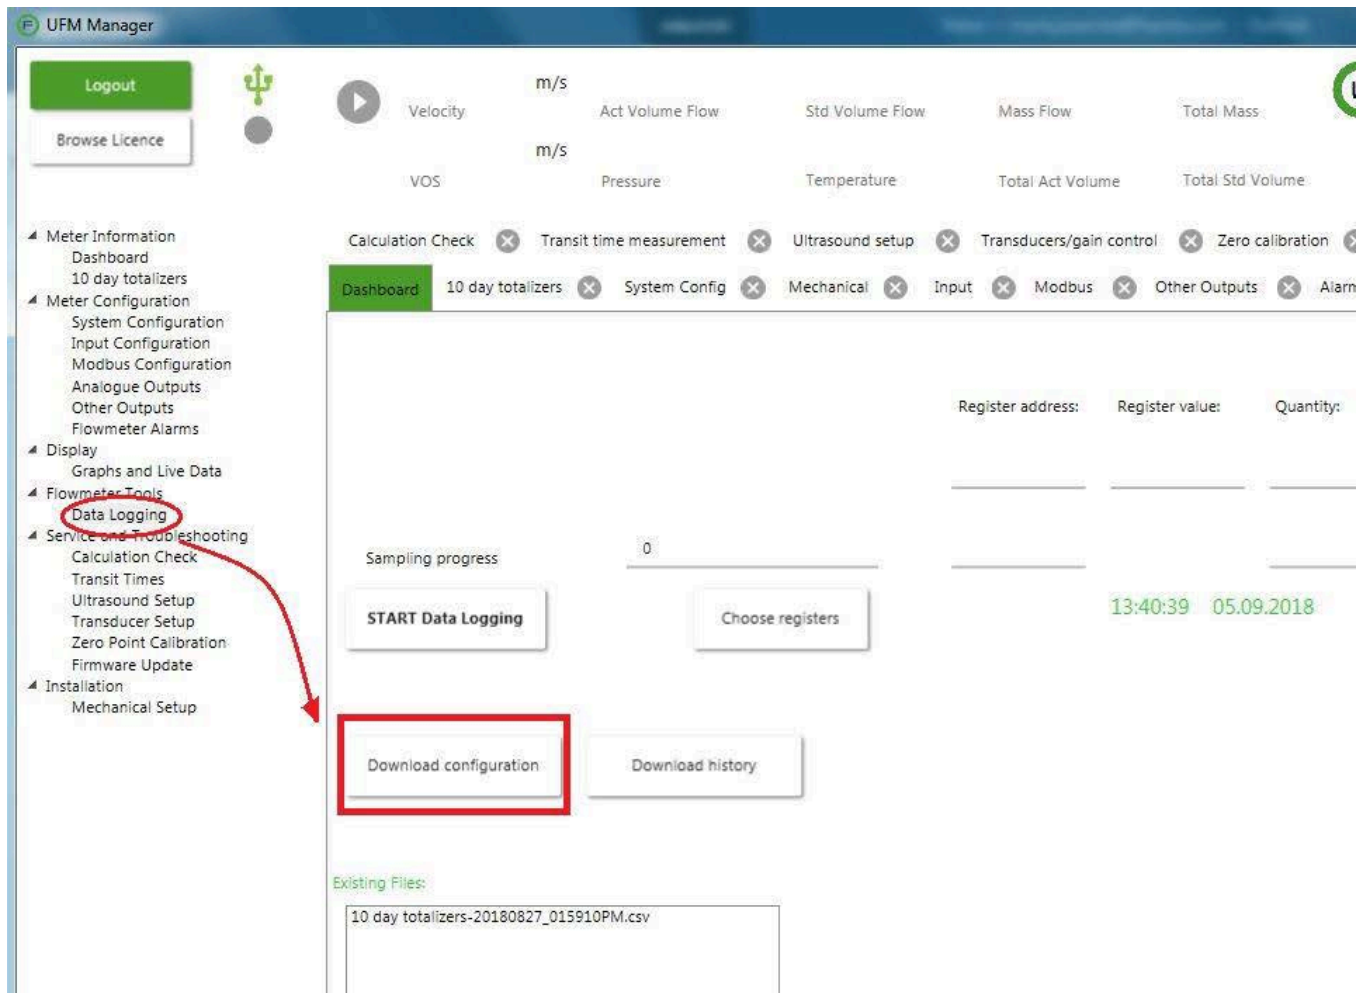 UFM Manager
Logout
Browse Licence
m/s
Velocity
Act Volume Flow
Std Volume Flow
Mass Flow
Total Mass
m/s
VOS
Pressure
Temperature
Total Act Volume
Total Std Volume
Meter Information
Dashboard
10 day totalizers
Meter Configuration
System Configuration
Input Configuration
Modbus Configuration
Analogue Outputs
Other Outputs
Flowmeter Alarms
Display
Graphs and Live Data
Flowmeter Tools
Data Logging
Service and Troubleshooting
Calculation Check
Transit Times
Ultrasound Setup
Transducer Setup
Zero Point Calibration
Firmware Update
Installation
Mechanical Setup
Calculation Check Transit time measurement Ultrasound setup Transducers/gain control Zero calibration
Dashboard 10 day totalizers System Config Mechanical Input Modbus Other Outputs Alarm
Register address: Register value: Quantity:
Sampling progress 0
START Data Logging Choose registers 13:40:39 05.09.2018
Download configuration Download history
Existing Files:
10 day totalizers-20180827_015910PM.csv